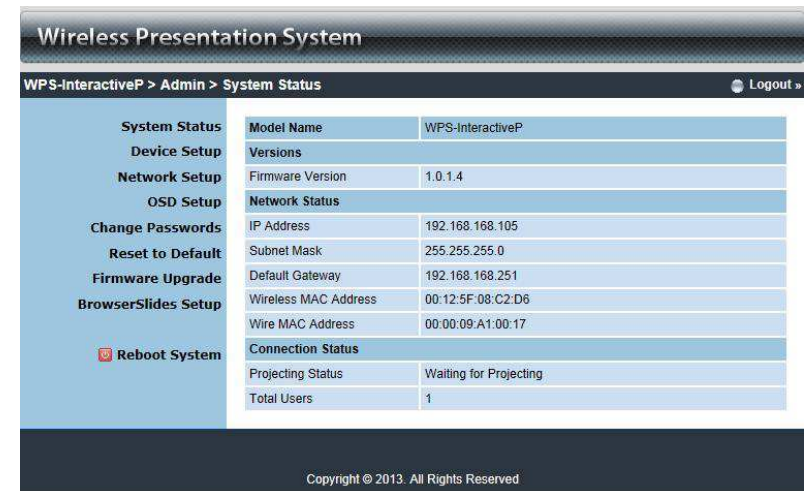 Wireless Presentation System
WPS-InteractiveP > Admin > System Status
Logout »
System Status
Device Setup
Network Setup
OSD Setup
Change Passwords
Reset to Default
Firmware Upgrade
BrowserSlides Setup
Reboot System
Model Name WPS-InteractiveP
Versions
Firmware Version 1.0.1.4
Network Status
IP Address 192.168.168.105
Subnet Mask 255.255.255.0
Default Gateway 192.168.168.251
Wireless MAC Address 00:12:5F:08:C2:D6
Wire MAC Address 00:00:09:A1:00:17
Connection Status
Projecting Status Waiting for Projecting
Total Users 1
Copyright © 2013. All Rights Reserved